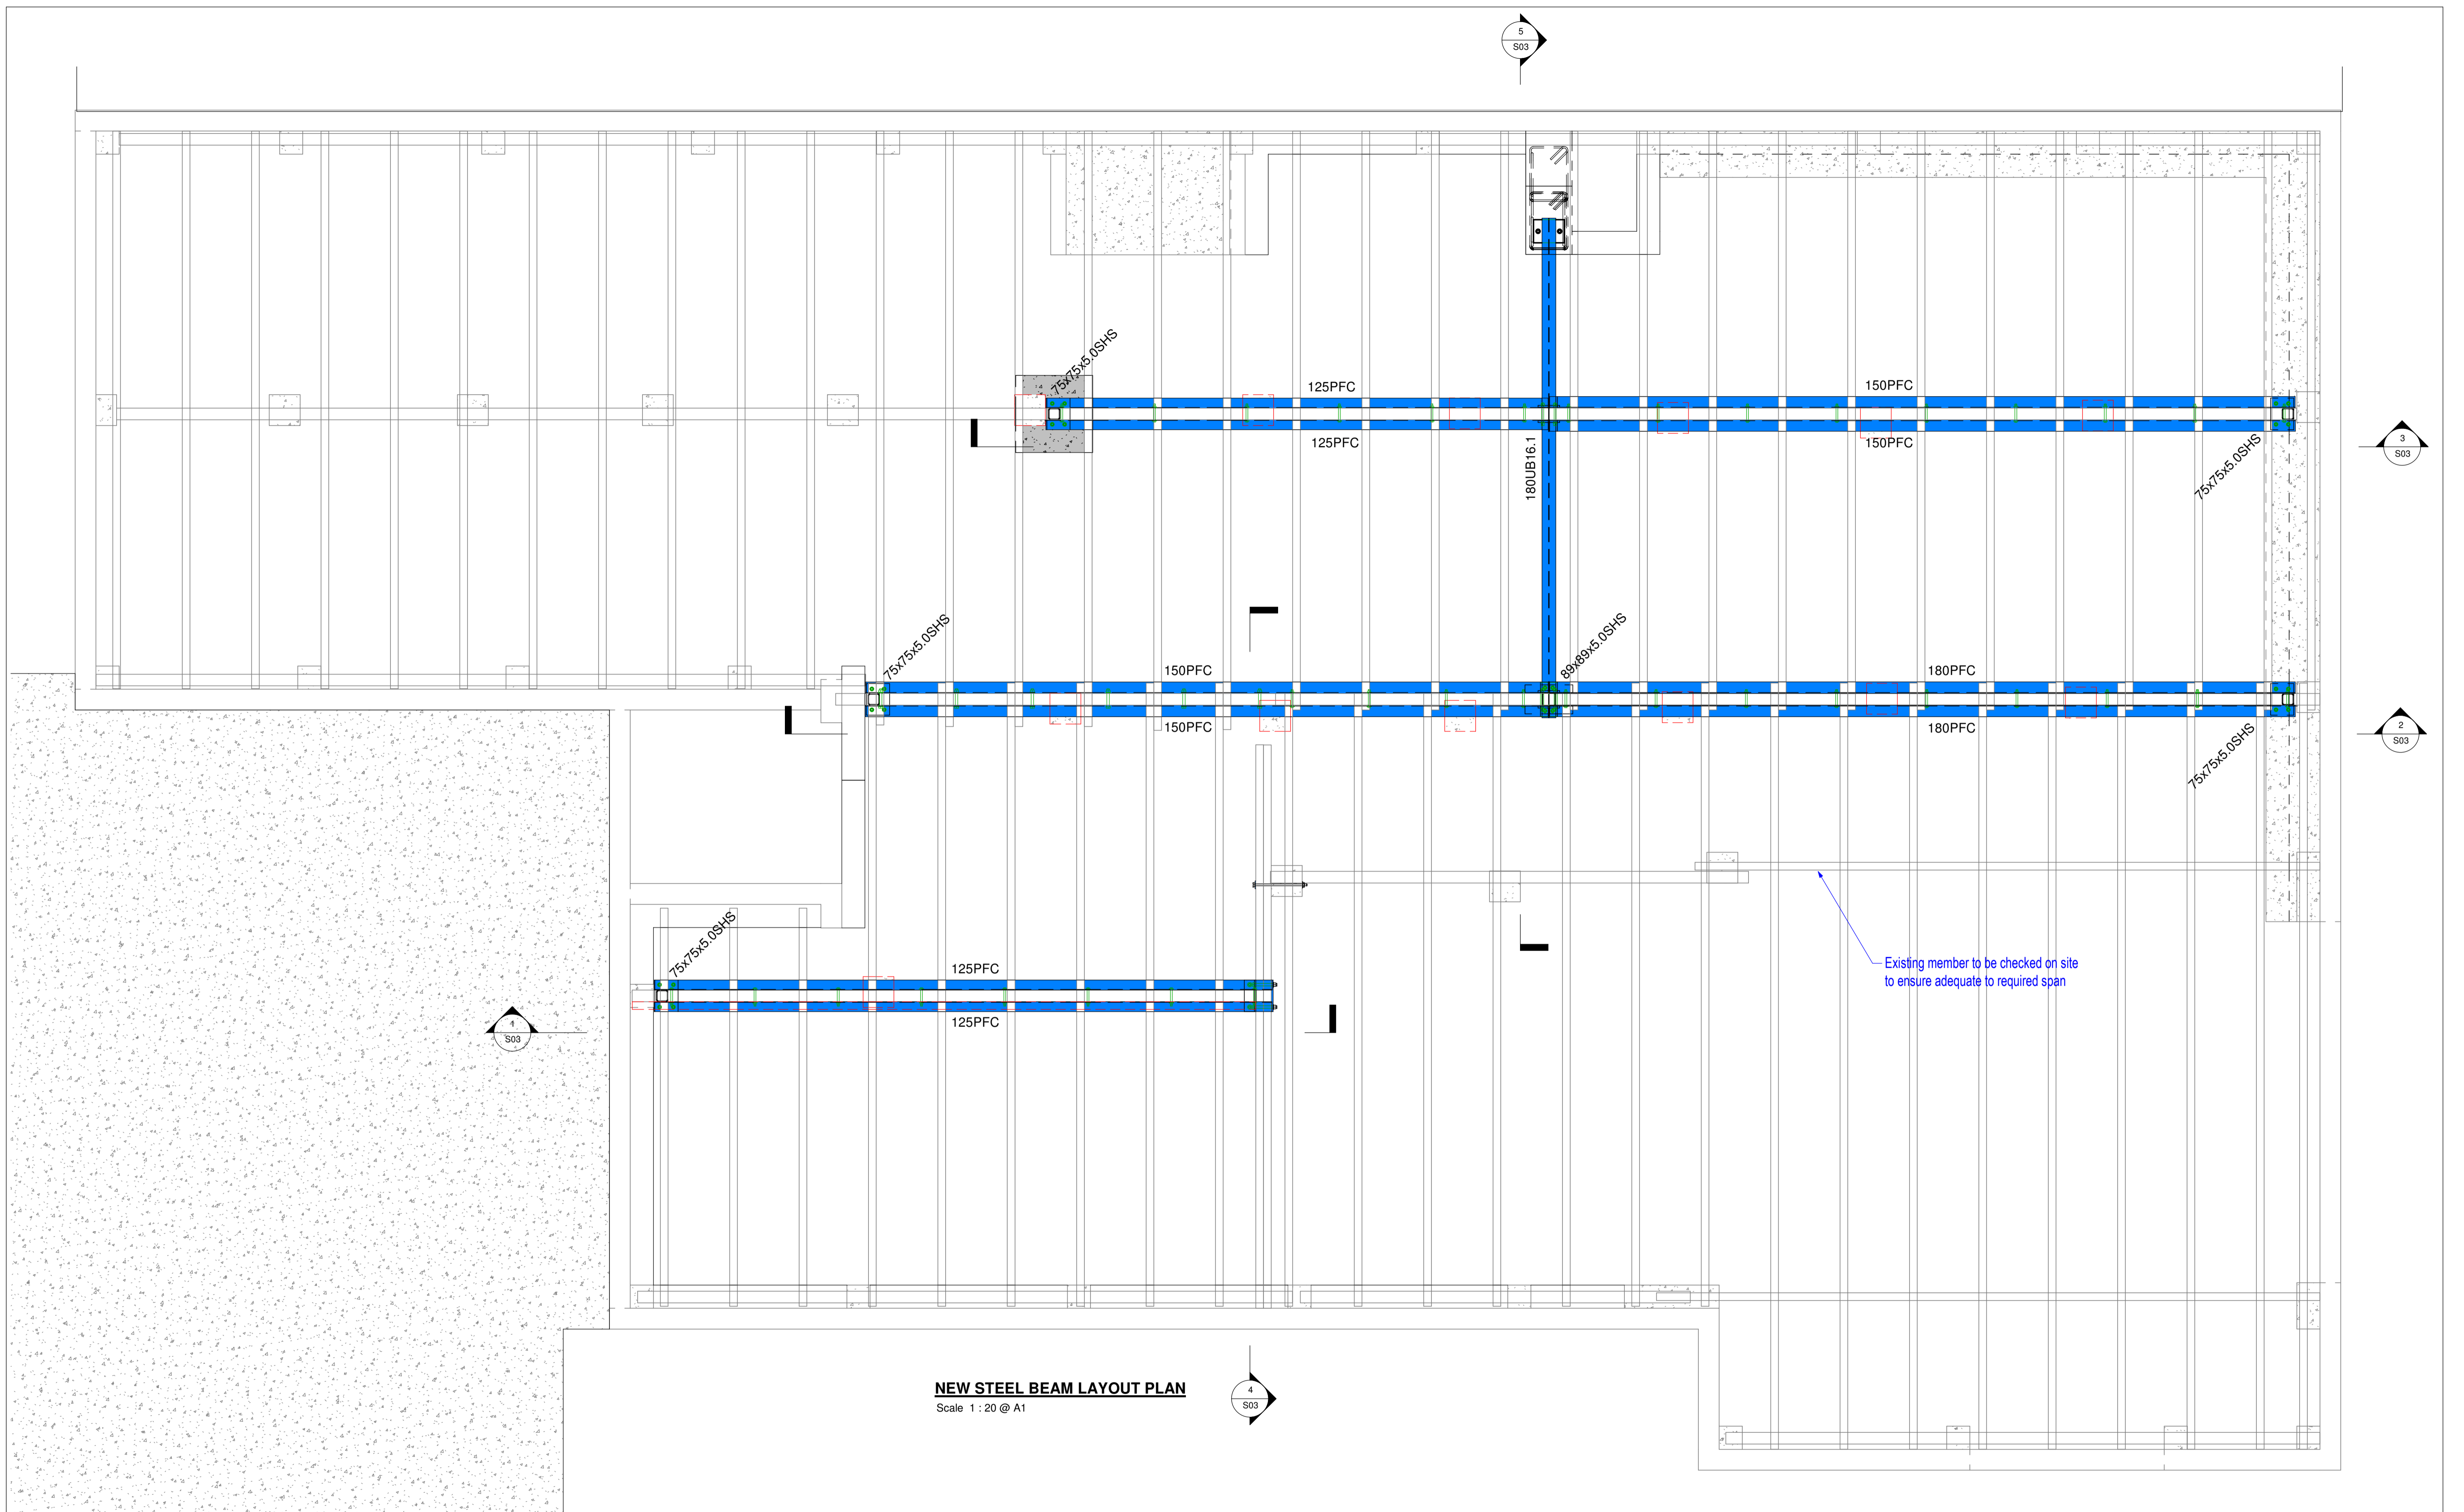 5
S03
75x75x5.0SHS
125PFC
150PFC
125PFC
150PFC
180UB16.1
75x75x5.0SHS
3
S03
75x75x5.0SHS
89x89x5.0SHS
150PFC
180PFC
150PFC
180PFC
75x75x5.0SHS
2
S03
75x75x5.0SHS
125PFC
125PFC
Existing member to be checked on site
to ensure adequate to required span
1
S03
NEW STEEL BEAM LAYOUT PLAN
Scale 1 : 20 @ A1
4
S03